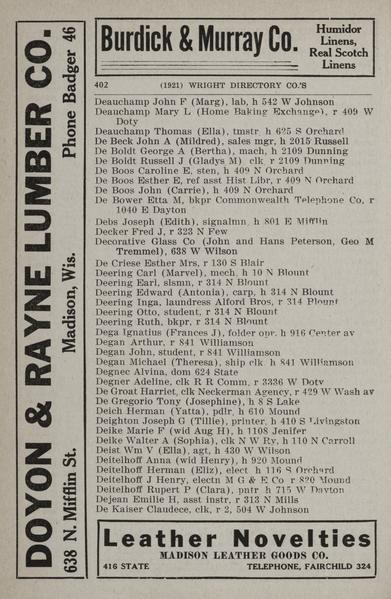 DOYON & RAYNE LUMBER CO.
638 N. Mifflin St. Madison, Wis. Phone Badger 46
Burdick & Murray Co.
Humidor
Linens,
Real Scotch
Linens
402 (1921) WRIGHT DIRECTORY CO.'S
Deauchamp John F (Marg), lab, h 542 W Johnson
Deauchamp Mary L (Home Baking Exchange), r 409 W
Doty
Deauchamp Thomas (Ella), tmstr h 625 S Orchard
De Beck John A (Mildred), sales mgr, h 2015 Russell
De Boldt George A (Bertha), mach, h 2109 Dunning
De Boldt Russell J (Gladys M) clk r 2109 Dunning
De Boos Caroline E, sten, h 409 N Orchard
De Boos Esther E, ref asst Hist Libr, r 409 N Orchard
De Boos John (Carrie), h 409 N Orchard
De Bower Etta M, bkpr Commonwealth Telephone Co, r
1040 E Dayton
Debs Joseph (Edith), signalmn, h 801 E Mifflin
Decker Fred J, r 323 N Few
Decorative Glass Co (John and Hans Peterson, Geo M
Tremmel), 638 W Wilson
De Criese Esther Mrs, r 130 S Blair
Deering Carl (Marvel), mech, h 10 N Blount
Deering Earl, slsmn, r 314 N Blount
Deering Edward (Antonia), carp, h 314 N Blount
Deering Inga, laundress Alford Bros, r 314 N Blount
Deering Otto, student, r 314 N Blount
Deering Ruth, bkpr, r 314 N Blount
Dega Ignatius (Frances J), folder opr, h 916 Center av
Degan Arthur, r 841 Williamson
Degan John, student, r 841 Williamson
Degan Michael (Theresa), ship clk, h 841 Williamson
Degnec Alvina, dom 624 State
Degner Adeline, clk R R Comm, r 3336 W Doty
De Groat Harriet, clk Neckerman Agency, r 429 W Wash av
De Gregorio Tony (Josephine), h 8 S Lake
Deich Herman (Yatta), pdlr, h 610 Mound
Deighton Joseph G (Tillie), printer, h 410 S Livingston
Deike Marie F (wid Aug H), h 1108 Jenifer
Deike Walter A (Sophia), clk N W Ry, h 110 N Carroll
Deist Wm V (Ella), agt, h 430 W Wilson
Deitelhoff Anna (wid Henry), h 920 Mound
Deitelhoff Herman (Eliz), elect h 116 S Orchard
Deitelhoff J Henry, electn M G & E Co r 820 Mound
Deitelhoff Rupert P (Clara), pntr h 715 W Dayton
Dejean Emilie H, asst instr, r 313 N Mills
De Kaiser Claudece, clk, r 2, 504 W Johnson
Leather Novelties
MADISON LEATHER GOODS CO.
416 STATE TELEPHONE, FAIRCHILD 324